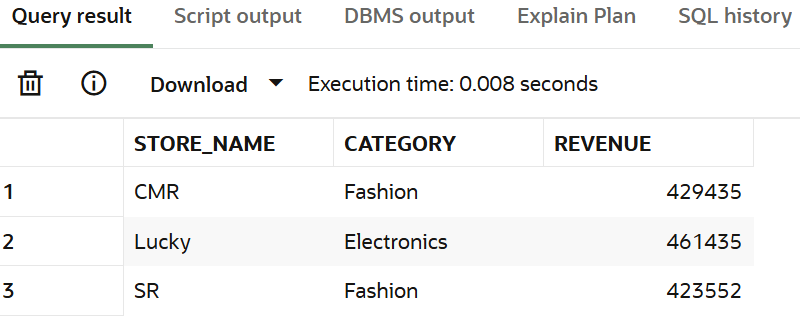 Query result Script output DBMS output Explain Plan SQL history
Download Execution time: 0.008 seconds
STORE_NAME CATEGORY REVENUE
1 CMR Fashion 429435
2 Lucky Electronics 461435
3 SR Fashion 423552